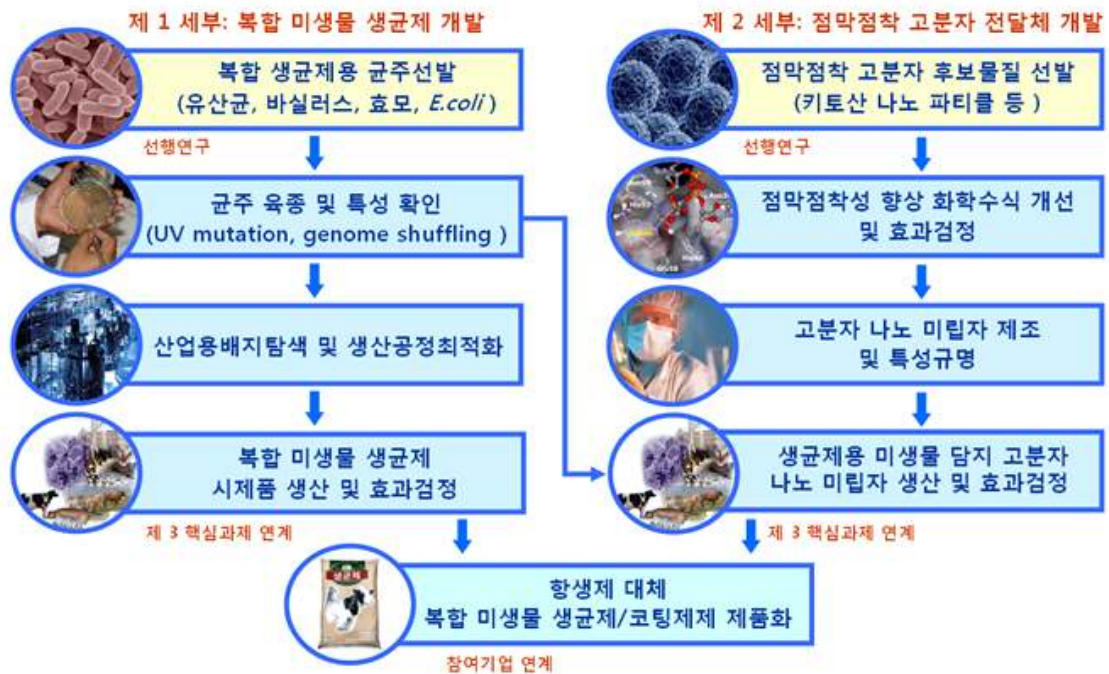 제 1 세부: 복합 미생물 생균제 개발
복합 생균제용 균주선발
(유산균, 바실러스, 효모, E.coli )
선행연구
균주 육종 및 특성 확인
(UV mutation, genome shuffling )
산업용배지탐색 및 생산공정최적화
복합 미생물 생균제
시제품 생산 및 효과검정
제 3 핵심과제 연계
제 2 세부: 점막점착 고분자 전달체 개발
점막점착 고분자 후보물질 선발
(키토산 나노 파티클 등 )
선행연구
점막점착성 향상 화학수식 개선
및 효과검정
고분자 나노 미립자 제조
및 특성규명
생균제용 미생물 담지 고분자
나노 미립자 생산 및 효과검정
제 3 핵심과제 연계
생균제
항생제 대체
복합 미생물 생균제/코팅제제 제품화
참여기업 연계